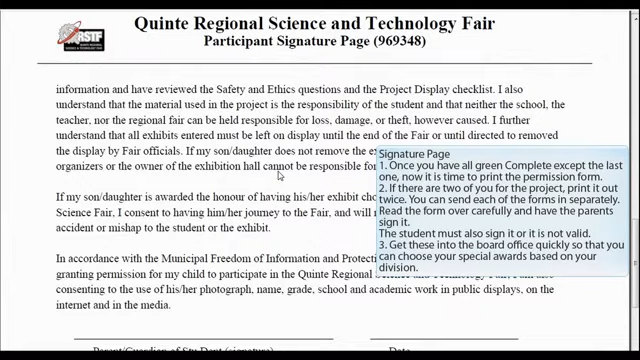 QRSTF
Quinte Regional Science and Technology Fair
Participant Signature Page (969348)
information and have reviewed the Safety and Ethics questions and the Project Display checklist. I also
understand that the material used in the project is the responsibility of the student and that neither the school, the
teacher, nor the regional fair can be held responsible for loss, damage, or theft, however caused. I further
understand that all exhibits entered must be left on display until the end of the Fair or until directed to removed
the display by Fair officials. If my son/daughter does not remove the
organizers or the owner of the exhibition hall cannot be responsible for
If my son/daughter is awarded the honour of having his/her exhibit
Science Fair, I consent to having him/her journey to the Fair, and will
accident or mishap to the student or the exhibit.
In accordance with the Municipal Freedom of Information and
granting permission for my child to participate in the Quinte Regional
consenting to the use of his/her photograph, name, grade, school and academic work in public displays, on the
internet and in the media.
Signature Page
1. Once you have all green Complete except the last
one, now it is time to print the permission form.
2. If there are two of you for the project, print it out
twice. You can send each of the forms in separately.
Read the form over carefully and have the parents
sign it.
The student must also sign it or it is not valid.
3. Get these into the board office quickly so that you
can choose your special awards based on your
division.
Parent/Guardian of StuDent (signature) Date